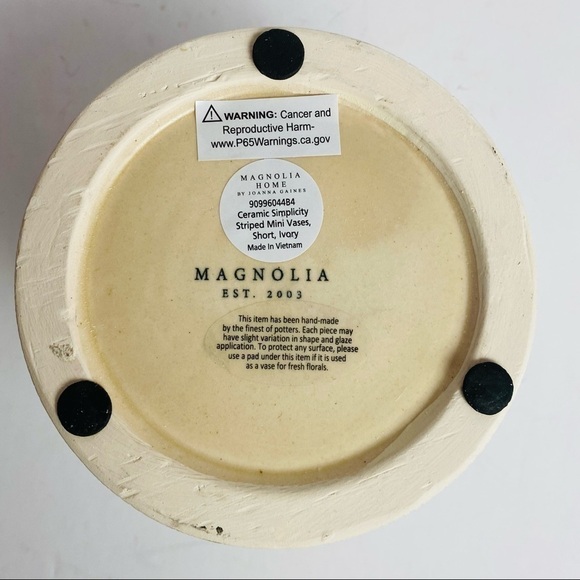 ⚠ WARNING: Cancer and
Reproductive Harm-
www.P65Warnings.ca.gov
MAGNOLIA
HOME
BY JOANNA GAINES
9099604484
Ceramic Simplicity
Striped Mini Vases,
Short, Ivory
Made In Vietnam
MAGNOLIA
EST. 2003
This item has been hand-made
by the finest of potters. Each piece may
have slight variation in shape and glaze
application. To protect any surface, please
use a pad under this item if it is used
as a vase for fresh florals.